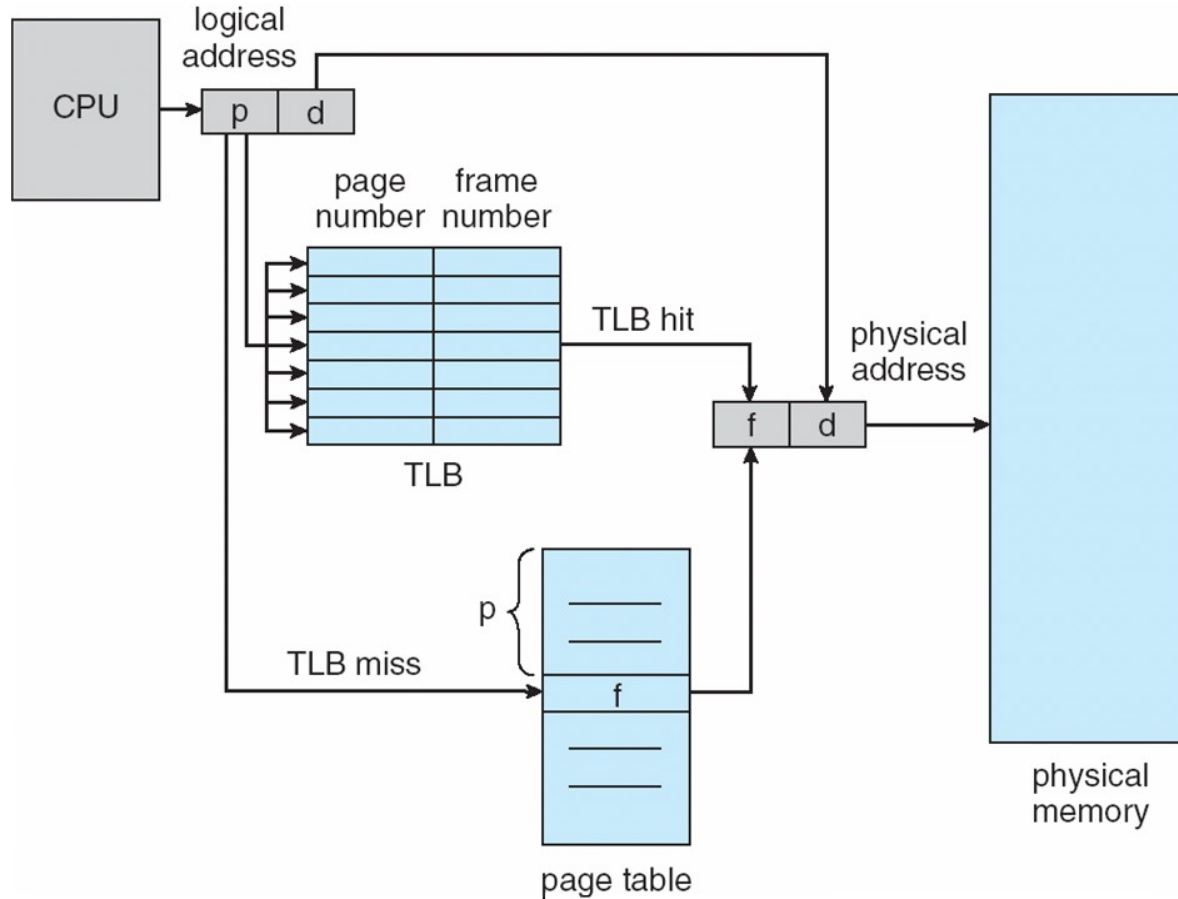 logical
address
CPU
p
d
page
number
frame
number
TLB hit
physical
address
f
d
TLB
p
TLB miss
f
physical
memory
page table